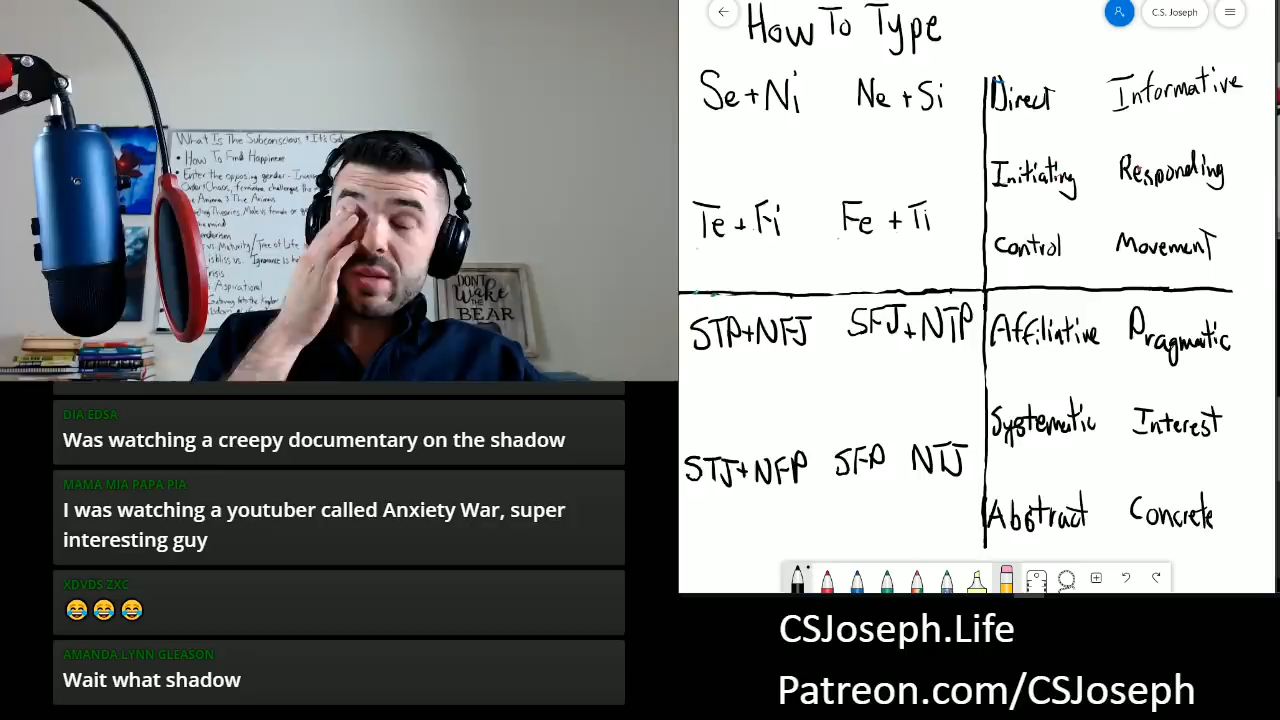 What Is The Subconscious
• How To Find Happiness
• Enter the opposing gender
DON'T
Wake
THE
BEAR
How To Type
C.S. Joseph
Se+Ni Ne+Si Direct Informative
Initiating Responding
Te+Fi Fe+Ti Control Movement
STP+NFJ SFJ+NTP Affiliative Pragmatic
Systematic Interest
STJ+NFP SFP NTJ
Abstract Concrete
DIA EDSA
Was watching a creepy documentary on the shadow
MAMA MIA PAPA PIA
I was watching a youtuber called Anxiety War, super
interesting guy
XDVDS ZXC
😂😂😂
AMANDA LYNN GLEASON
Wait what shadow
CSJoseph.Life
Patreon.com/CSJoseph